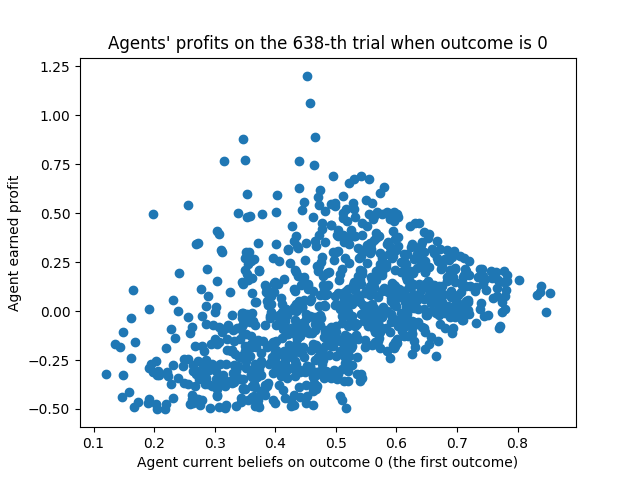 Agents' profits on the 638-th trial when outcome is 0
1.25
1.00
0.75
0.50
0.25
0.00
−0.25
−0.50
Agent earned profit
0.1 0.2 0.3 0.4 0.5 0.6 0.7 0.8
Agent current beliefs on outcome 0 (the first outcome)